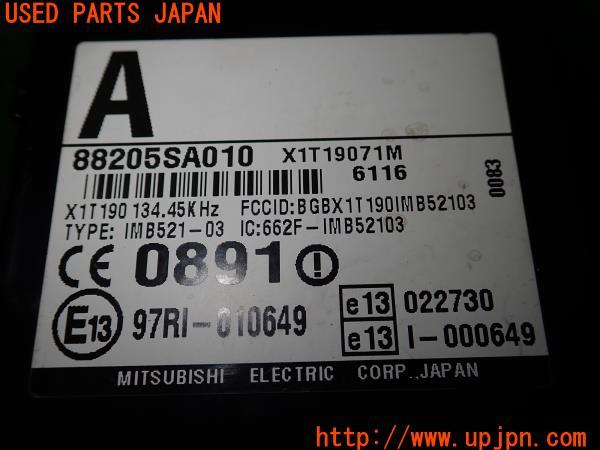 USED PARTS JAPAN
A
88205SA010 X1T19071M
6116
0083
X1T190 134.45KHz FCCID:BGBX1T190IMB52103
TYPE: IMB521-03 IC:662F-IMB52103
CE 0891
E13 97RI-010649
e13 022730
e13 I-000649
MITSUBISHI ELECTRIC CORP.,JAPAN
UPJ
http://www.upjpn.com/